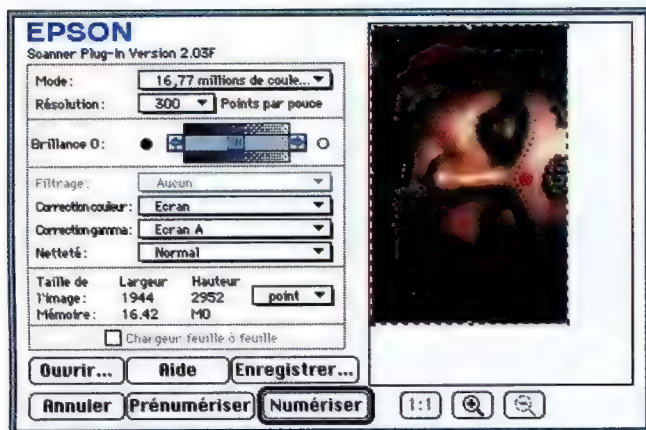 EPSON
Scanner Plug-in Version 2.03F
Mode : 16,77 millions de coule...
Résolution : 300 Points par pouce
Brillance 0 :
Filtrage : Aucun
Correction couleur : Ecran
Correction gamma : Ecran A
Netteté : Normal
Taille de Largeur Hauteur
l'image : 1944 2952 point
Mémoire : 16.42 MO
Chargeur feuille à feuille
Ouvrir... Aide Enregistrer...
Annuler Prénumériser Numériser 1:1